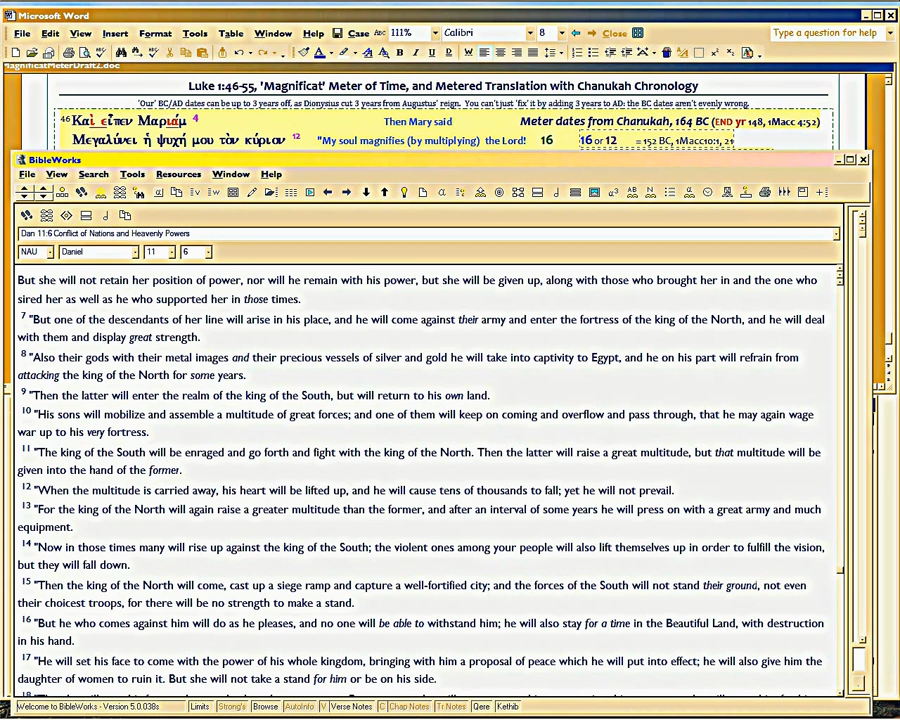 Microsoft Word
File Edit View Insert Format Tools Table Window Help Save Case ABC 111% Calibri 8 Close Type a question for help
MagnificatMeterDraft2.doc
Luke 1:46-55, 'Magnificat' Meter of Time, and Metered Translation with Chanukah Chronology
'Our' BC/AD dates can be up to 3 years off, as Dionysius cut 3 years from Augustus' reign. You can't just 'fix' it by adding 3 years to AD: the BC dates aren't evenly wrong.
46 Καὶ εἶπεν Μαριάμ 4 Then Mary said Meter dates from Chanukah, 164 BC (END yr 148, 1Macc 4:52)
Μεγαλύνει ἡ ψυχή μου τὸν κύριον 12 "My soul magnifies (by multiplying) the Lord! 16 16 or 12 = 152 BC, 1Macc10:1, 21
BibleWorks
File View Search Tools Resources Window Help
Dan 11:6 Conflict of Nations and Heavenly Powers
NAU Daniel 11 6
But she will not retain her position of power, nor will he remain with his power, but she will be given up, along with those who brought her in and the one who
sired her as well as he who supported her in those times.
7 "But one of the descendants of her line will arise in his place, and he will come against their army and enter the fortress of the king of the North, and he will deal
with them and display great strength.
8 "Also their gods with their metal images and their precious vessels of silver and gold he will take into captivity to Egypt, and he on his part will refrain from
attacking the king of the North for some years.
9 "Then the latter will enter the realm of the king of the South, but will return to his own land.
10 "His sons will mobilize and assemble a multitude of great forces; and one of them will keep on coming and overflow and pass through, that he may again wage
war up to his very fortress.
11 "The king of the South will be enraged and go forth and fight with the king of the North. Then the latter will raise a great multitude, but that multitude will be
given into the hand of the former.
12 "When the multitude is carried away, his heart will be lifted up, and he will cause tens of thousands to fall; yet he will not prevail.
13 "For the king of the North will again raise a greater multitude than the former, and after an interval of some years he will press on with a great army and much
equipment.
14 "Now in those times many will rise up against the king of the South; the violent ones among your people will also lift themselves up in order to fulfill the vision,
but they will fall down.
15 "Then the king of the North will come, cast up a siege ramp and capture a well-fortified city; and the forces of the South will not stand their ground, not even
their choicest troops, for there will be no strength to make a stand.
16 "But he who comes against him will do as he pleases, and no one will be able to withstand him; he will also stay for a time in the Beautiful Land, with destruction
in his hand.
17 "He will set his face to come with the power of his whole kingdom, bringing with him a proposal of peace which he will put into effect; he will also give him the
daughter of women to ruin it. But she will not take a stand for him or be on his side.
Welcome to BibleWorks - Version 5.0.038s Limits Strong's Browse AutoInfo V Verse Notes C Chap Notes Tr Notes Qere Kethib